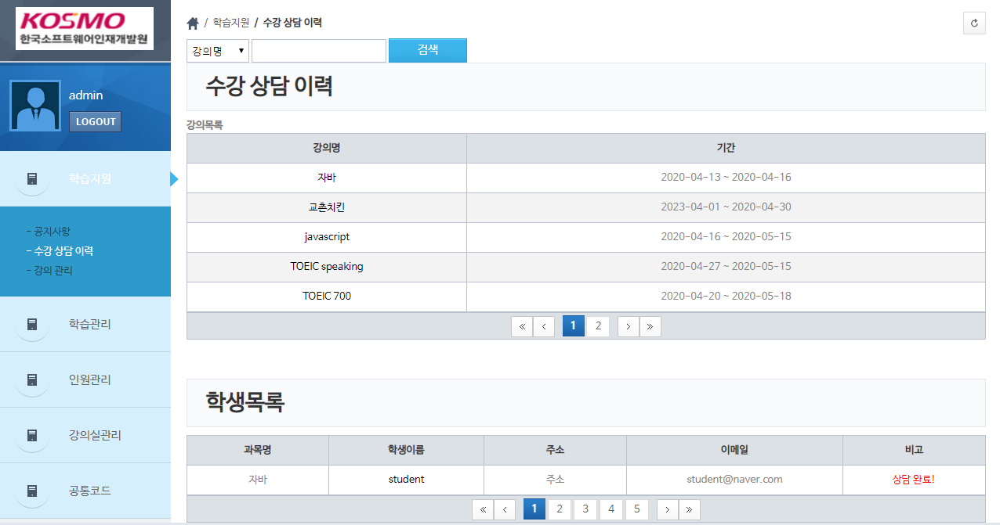 KOSMO
한국소프트웨어인재개발원
admin
LOGOUT
학습지원
- 공지사항
- 수강 상담 이력
- 강의 관리
학습관리
인원관리
강의실관리
공통코드
/ 학습지원 / 수강 상담 이력
강의명 ▼ 검색
수강 상담 이력
강의목록
강의명 기간
자바 2020-04-13 ~ 2020-04-16
교촌치킨 2023-04-01 ~ 2020-04-30
javascript 2020-04-16 ~ 2020-05-15
TOEIC speaking 2020-04-27 ~ 2020-05-15
TOEIC 700 2020-04-20 ~ 2020-05-18
« ‹ 1 2 › »
학생목록
과목명 학생이름 주소 이메일 비고
자바 student 주소 student@naver.com 상담 완료!
« ‹ 1 2 3 4 5 › »